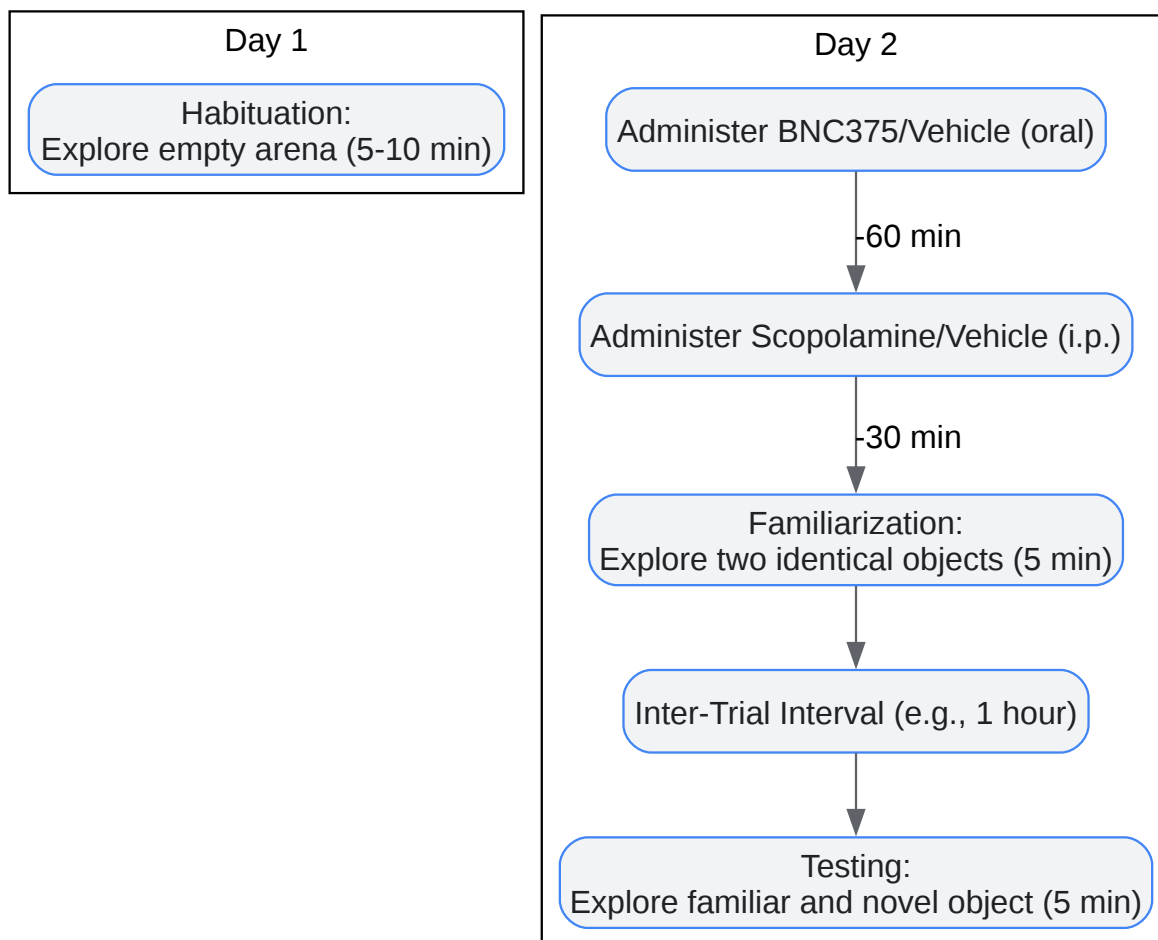 Day 1
Habituation:
Explore empty arena (5-10 min)
Day 2
Administer BNC375/Vehicle (oral)
-60 min
Administer Scopolamine/Vehicle (i.p.)
-30 min
Familiarization:
Explore two identical objects (5 min)
Inter-Trial Interval (e.g., 1 hour)
Testing:
Explore familiar and novel object (5 min)